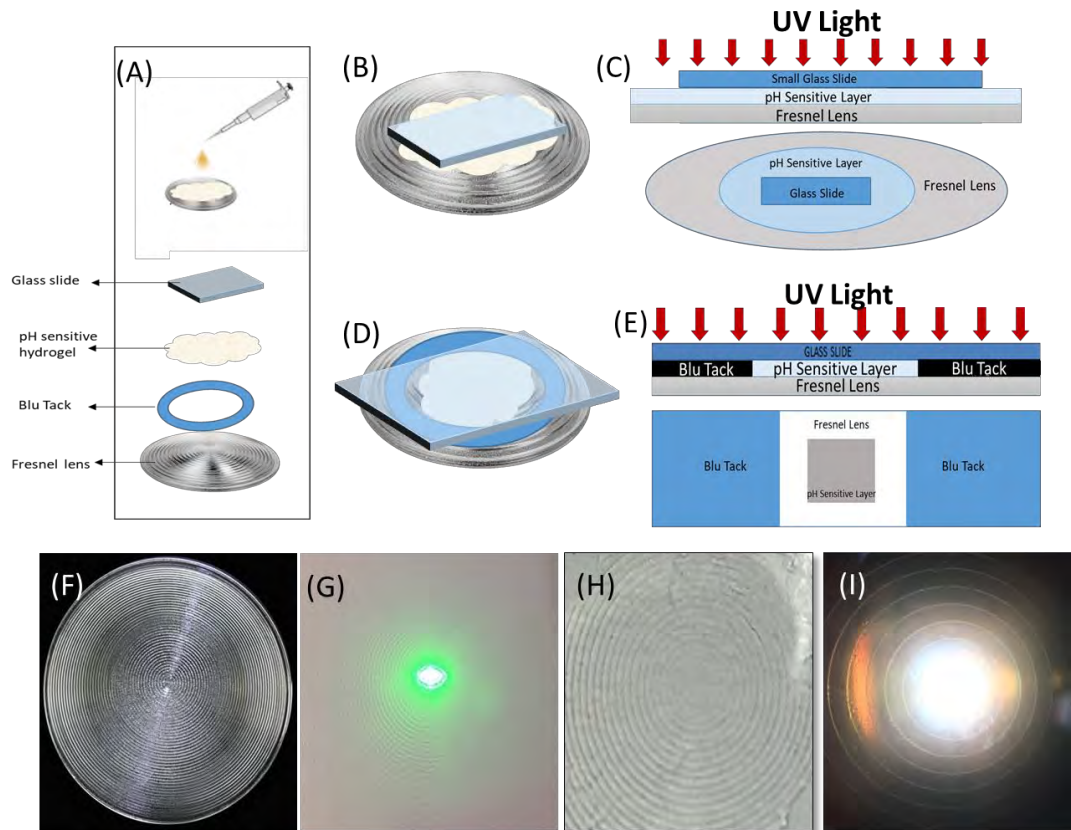 (A)
Glass slide
pH sensitive
hydrogel
Blu Tack
Fresnel lens
(B)
UV Light
(C)
Small Glass Slide
pH Sensitive Layer
Fresnel Lens
pH Sensitive Layer
Fresnel Lens
Glass Slide
(D)
UV Light
(E)
GLASS SLIDE
Blu Tack
pH Sensitive Layer
Blu Tack
Fresnel Lens
Fresnel Lens
Blu Tack
Blu Tack
pH Sensitive Layer
(F)
(G)
(H)
(I)